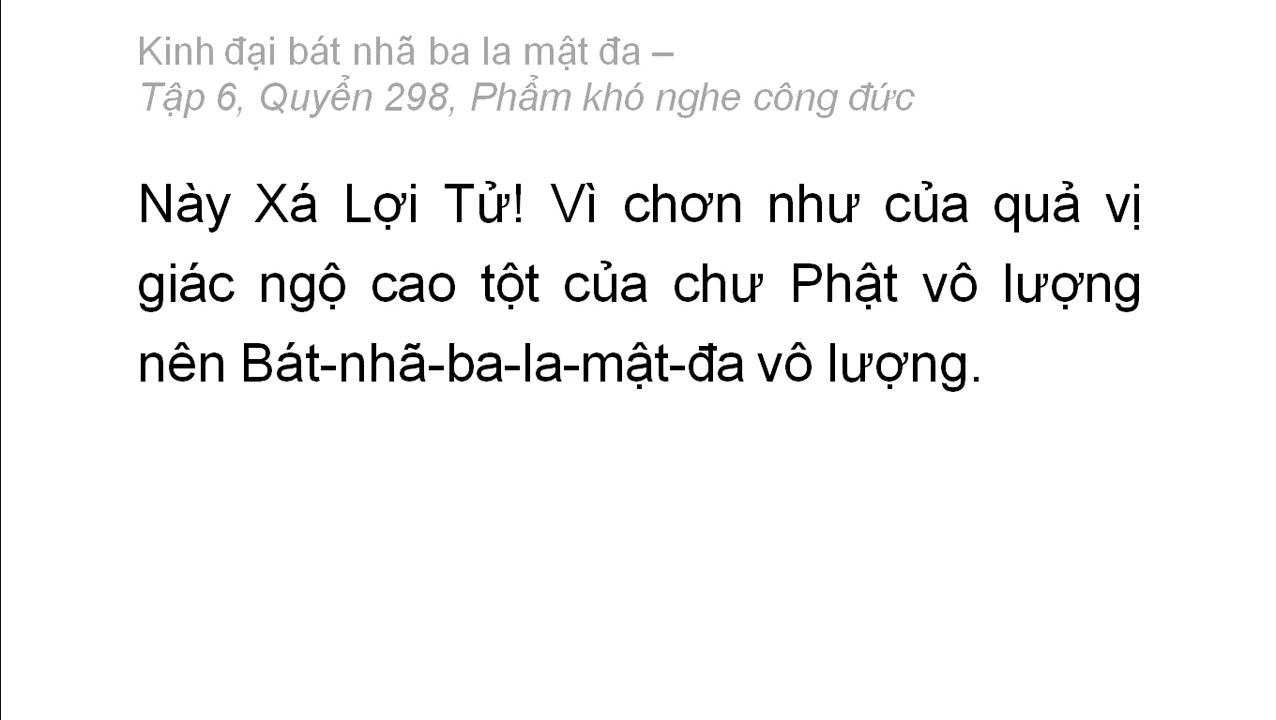 Kinh đại bát nhã ba la mật đa –
Tập 6, Quyển 298, Phẩm khó nghe công đức
Này Xá Lợi Tử! Vì chơn như của quả vị
giác ngộ cao tột của chư Phật vô lượng
nên Bát-nhã-ba-la-mật-đa vô lượng.